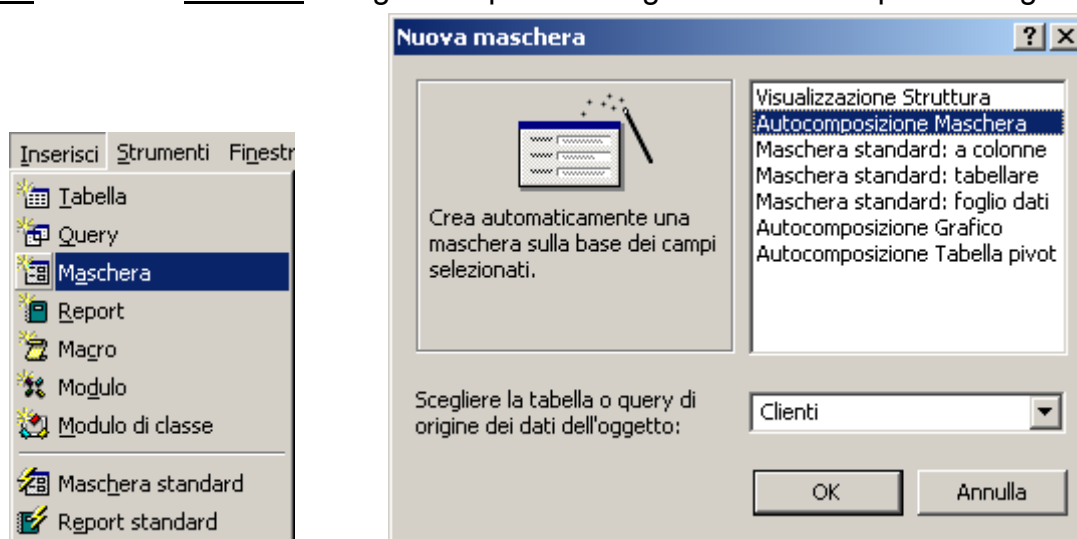 Nuova maschera
Inserisci Strumenti Finestr
Tabella
Query
Maschera
Report
Macro
Modulo
Modulo di classe
Maschera standard
Report standard
Crea automaticamente una
maschera sulla base dei campi
selezionati.
Visualizzazione Struttura
Autocomposizione Maschera
Maschera standard: a colonne
Maschera standard: tabellare
Maschera standard: foglio dati
Autocomposizione Grafico
Autocomposizione Tabella pivot
Scegliere la tabella o query di
origine dei dati dell'oggetto:
Clienti
OK
Annulla